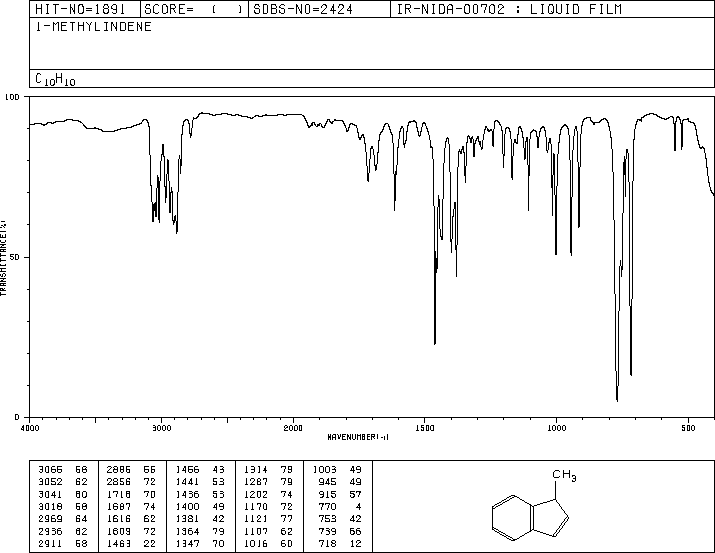 HIT-NO=1891 SCORE= ( ) SDBS-NO=2424 IR-NIDA-00702 : LIQUID FILM
1-METHYLINDENE
C10H10
100
50
0
TRANSMITTANCE(%)
4000 3000 2000 1500 1000 500
WAVENUMBER(-1)
3065 68 2886 55 1456 43 1314 79 1003 49
3052 62 2856 72 1441 53 1287 79 945 49
3041 60 1718 70 1436 53 1202 74 915 57
3018 58 1687 74 1400 49 1170 72 770 4
2969 64 1616 62 1381 42 1121 77 753 42
2936 62 1609 72 1364 79 1107 62 739 66
2911 58 1463 22 1347 70 1016 60 718 12
CH3